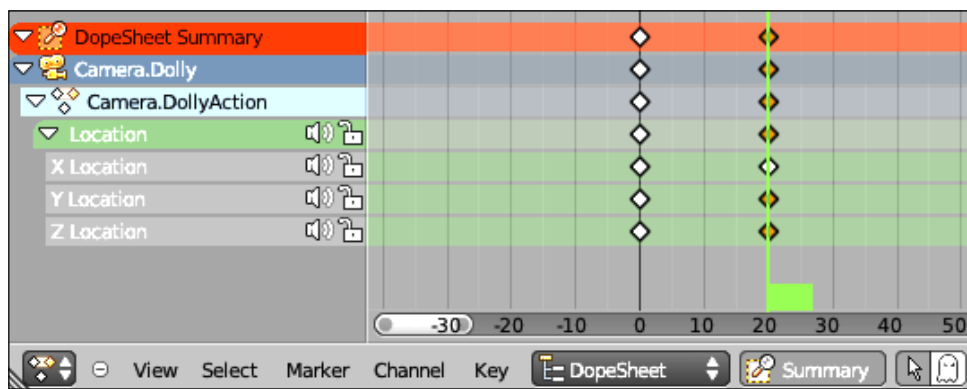 DopeSheet Summary
Camera.Dolly
Camera.DollyAction
Location
X Location
Y Location
Z Location
-30 -20 -10 0 10 20 30 40 50
View Select Marker Channel Key DopeSheet Summary